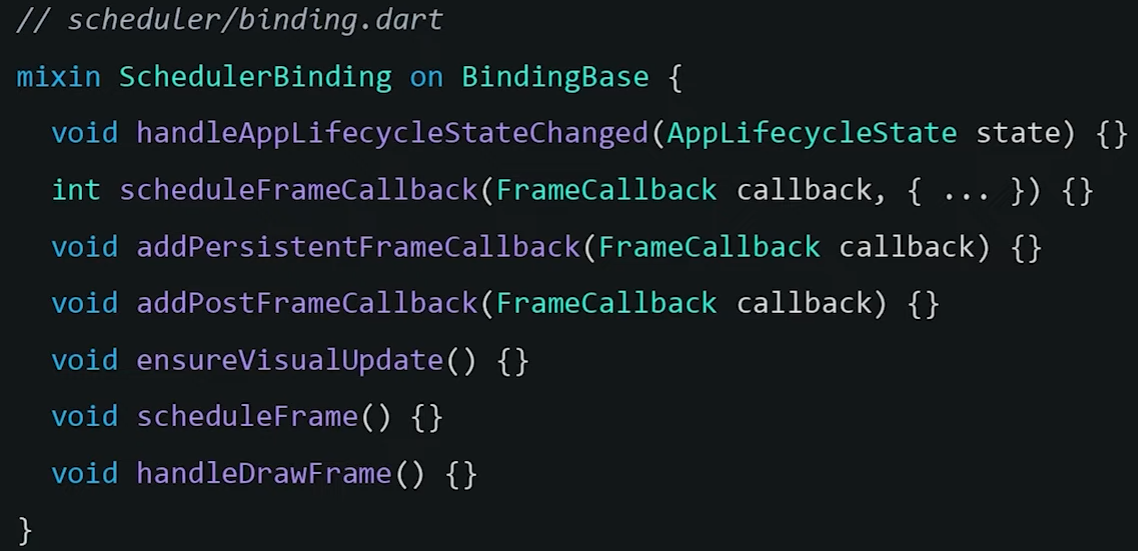 // scheduler/binding.dart
mixin SchedulerBinding on BindingBase {
  void handleAppLifecycleStateChanged(AppLifecycleState state) {}
  int scheduleFrameCallback(FrameCallback callback, { ... }) {}
  void addPersistentFrameCallback(FrameCallback callback) {}
  void addPostFrameCallback(FrameCallback callback) {}
  void ensureVisualUpdate() {}
  void scheduleFrame() {}
  void handleDrawFrame() {}
}